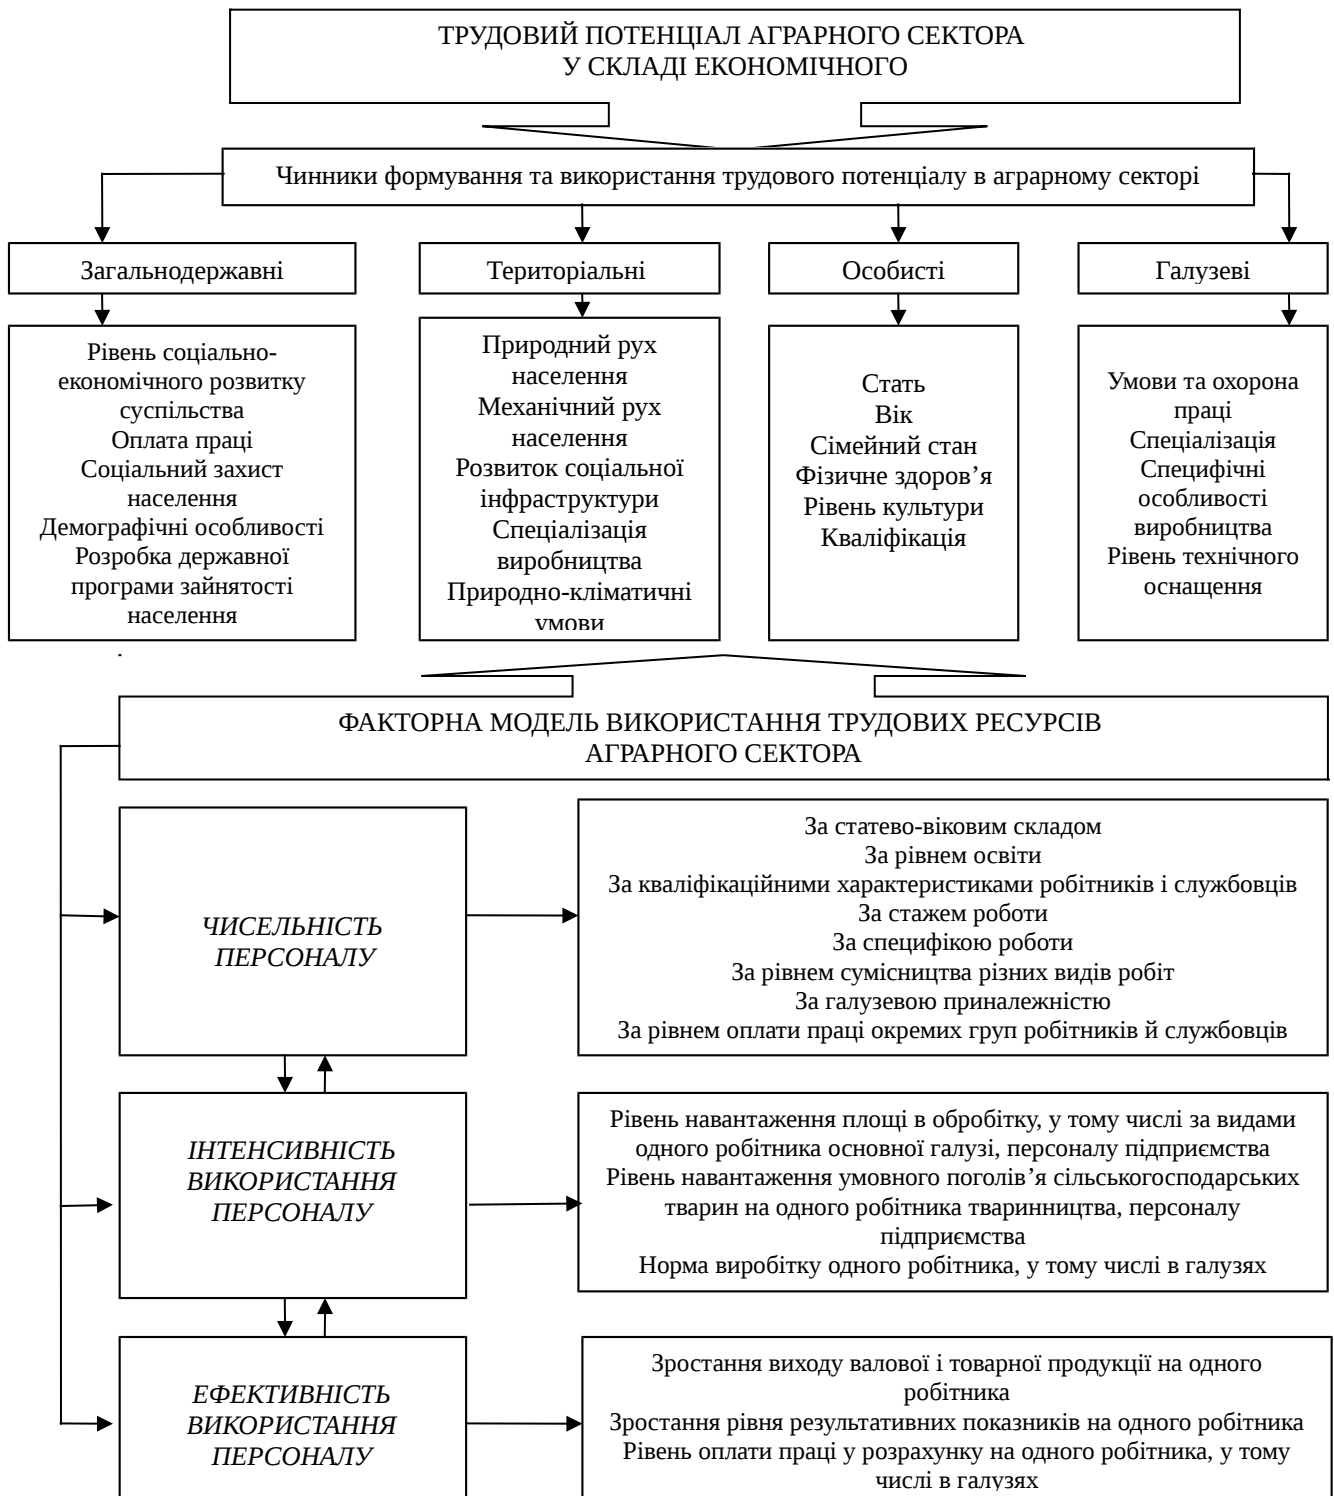 ТРУДОВИЙ ПОТЕНЦІАЛ АГРАРНОГО СЕКТОРА
У СКЛАДІ ЕКОНОМІЧНОГО
Чинники формування та використання трудового потенціалу в аграрному секторі
Загальнодержавні
Територіальні
Особисті
Галузеві
Рівень соціально-
економічного розвитку
суспільства
Оплата праці
Соціальний захист
населення
Демографічні особливості
Розробка державної
програми зайнятості
населення
Природний рух
населення
Механічний рух
населення
Розвиток соціальної
інфраструктури
Спеціалізація
виробництва
Природно-кліматичні
умови
Стать
Вік
Сімейний стан
Фізичне здоров’я
Рівень культури
Кваліфікація
Умови та охорона
праці
Спеціалізація
Специфічні
особливості
виробництва
Рівень технічного
оснащення
ФАКТОРНА МОДЕЛЬ ВИКОРИСТАННЯ ТРУДОВИХ РЕСУРСІВ
АГРАРНОГО СЕКТОРА
ЧИСЕЛЬНІСТЬ
ПЕРСОНАЛУ
За статево-віковим складом
За рівнем освіти
За кваліфікаційними характеристиками робітників і службовців
За стажем роботи
За специфікою роботи
За рівнем сумісництва різних видів робіт
За галузевою приналежністю
За рівнем оплати праці окремих груп робітників й службовців
ІНТЕНСИВНІСТЬ
ВИКОРИСТАННЯ
ПЕРСОНАЛУ
Рівень навантаження площі в обробітку, у тому числі за видами
одного робітника основної галузі, персоналу підприємства
Рівень навантаження умовного поголів’я сільськогосподарських
тварин на одного робітника тваринництва, персоналу
підприємства
Норма виробітку одного робітника, у тому числі в галузях
ЕФЕКТИВНІСТЬ
ВИКОРИСТАННЯ
ПЕРСОНАЛУ
Зростання виходу валової і товарної продукції на одного
робітника
Зростання рівня результативних показників на одного робітника
Рівень оплати праці у розрахунку на одного робітника, у тому
числі в галузях